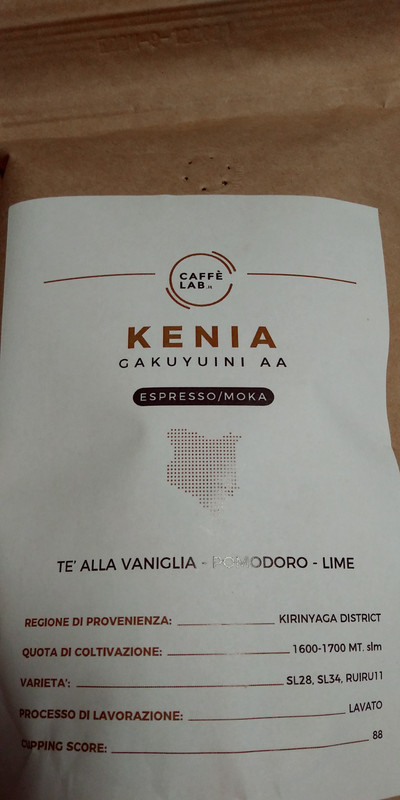 CAFFÈ
LAB.it
KENIA
GAKUYUINI AA
ESPRESSO/MOKA
TE' ALLA VANIGLIA - POMODORO - LIME
REGIONE DI PROVENIENZA: KIRINYAGA DISTRICT
QUOTA DI COLTIVAZIONE: 1600-1700 MT. slm
VARIETA': SL28, SL34, RUIRU11
PROCESSO DI LAVORAZIONE: LAVATO
CUPPING SCORE: 88